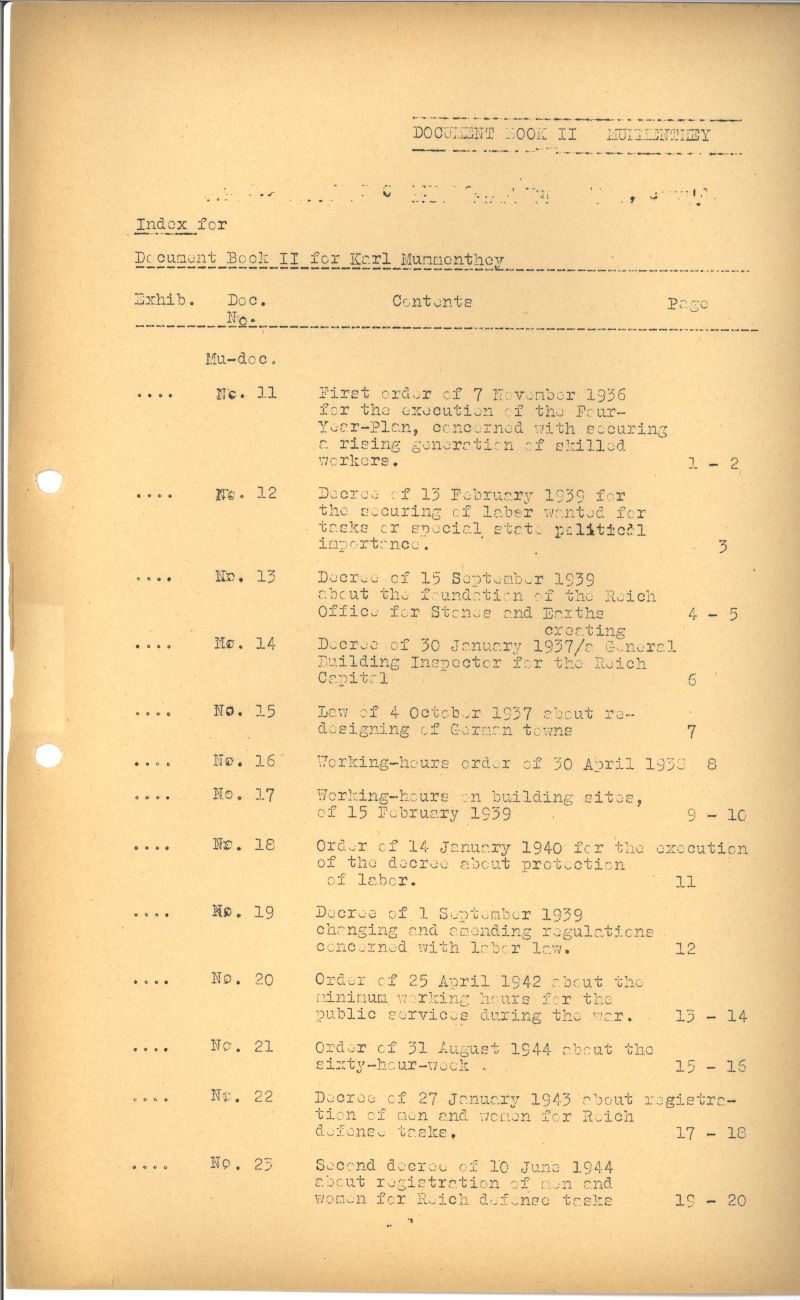 DOCUMENT BOOK II MUMMENTHEY
Index for
Document Book II for Karl Mummenthey
Exhib. Doc. Contents Page
No.
Mu-doc.
.... No. 11 First order of 7 November 1936
for the execution of the Four-
Year-Plan, concerned with securing
a rising generation of skilled
workers. 1 - 2
.... No. 12 Decree of 13 February 1939 for
the securing of labor wanted for
tasks or special state political
importance. 3
.... No. 13 Decree of 15 September 1939
about the foundation of the Reich
Office for Stones and Earths 4 - 5
creating
.... No. 14 Decree of 30 January 1937/a General
Building Inspector for the Reich
Capital 6
.... No. 15 Law of 4 October 1937 about re-
designing of German towns 7
.... No. 16 Working-hours order of 30 April 1938 8
.... No. 17 Working-hours on building sites,
of 15 February 1939 9 - 10
.... No. 18 Order of 14 January 1940 for the execution
of the decree about protection
of labor. 11
.... No. 19 Decree of 1 September 1939
changing and amending regulations
concerned with labor law. 12
.... No. 20 Order of 25 April 1942 about the
minimum working hours for the
public services during the war. 13 - 14
.... No. 21 Order of 31 August 1944 about the
sixty-hour-week . 15 - 16
.... No. 22 Decree of 27 January 1943 about registra-
tion of men and women for Reich
defense tasks. 17 - 18
.... No. 23 Second decree of 10 June 1944
about registration of men and
women for Reich defense tasks 19 - 20